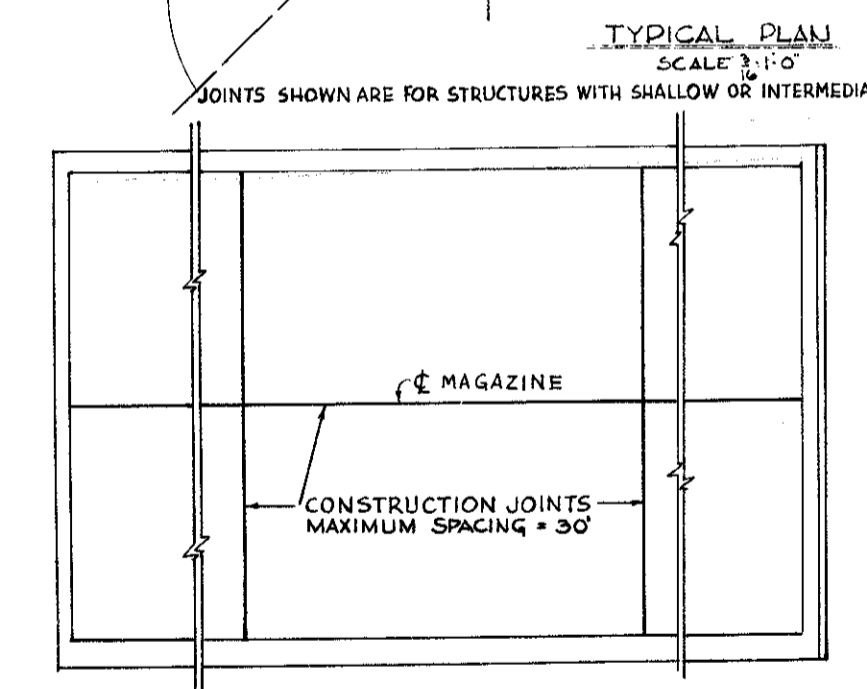 TYPICAL PLAN
SCALE 3/16:1'-0"
JOINTS SHOWN ARE FOR STRUCTURES WITH SHALLOW OR INTERMEDIA
℄ MAGAZINE
CONSTRUCTION JOINTS
MAXIMUM SPACING = 30'